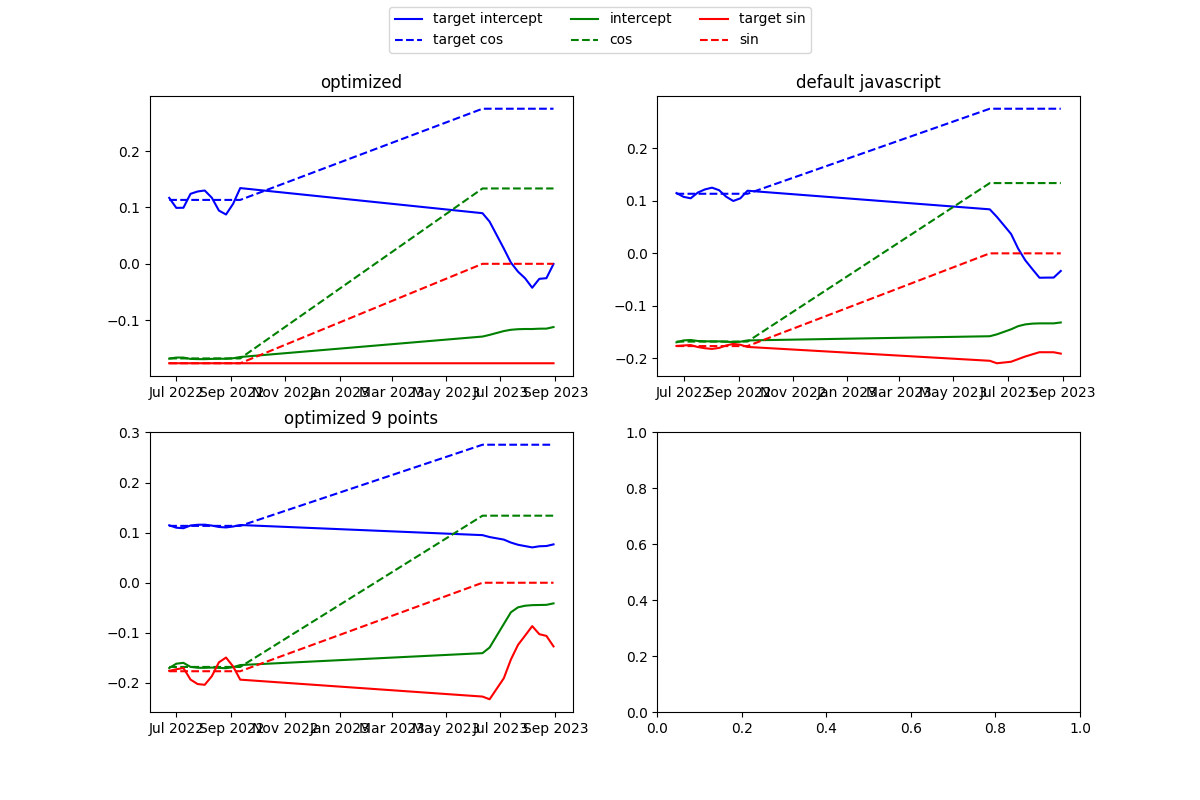 target intercept intercept target sin
target cos cos sin
optimized
0.2
0.1
0.0
−0.1
Jul 2022 Sep 2022 Nov 2022 Jan 2023 Mar 2023 May 2023 Jul 2023 Sep 2023
default javascript
0.2
0.1
0.0
−0.1
−0.2
Jul 2022 Sep 2022 Nov 2022 Jan 2023 Mar 2023 May 2023 Jul 2023 Sep 2023
optimized 9 points
0.3
0.2
0.1
0.0
−0.1
−0.2
Jul 2022 Sep 2022 Nov 2022 Jan 2023 Mar 2023 May 2023 Jul 2023 Sep 2023
1.0
0.8
0.6
0.4
0.2
0.0
0.0 0.2 0.4 0.6 0.8 1.0